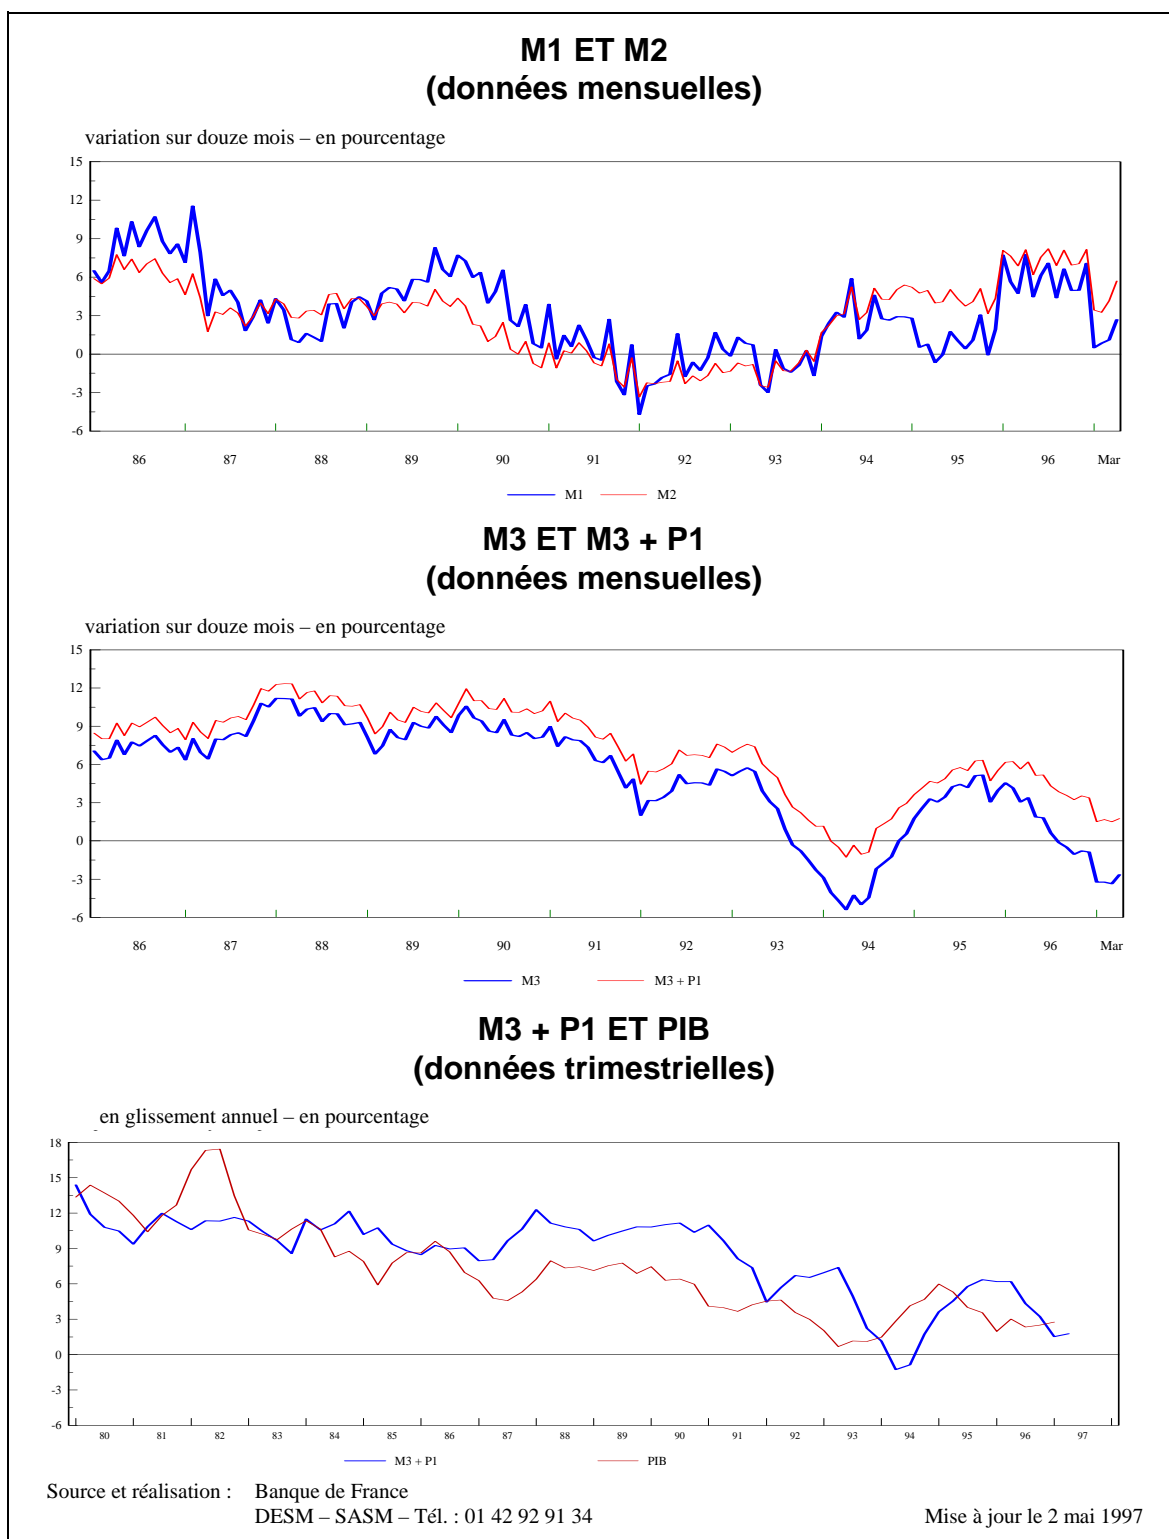 M1 ET M2
(données mensuelles)
variation sur douze mois – en pourcentage
15
12
9
6
3
0
-3
-6
86 87 88 89 90 91 92 93 94 95 96 Mar
M1 M2
M3 ET M3 + P1
(données mensuelles)
variation sur douze mois – en pourcentage
15
12
9
6
3
0
-3
-6
86 87 88 89 90 91 92 93 94 95 96 Mar
M3 M3 + P1
M3 + P1 ET PIB
(données trimestrielles)
en glissement annuel – en pourcentage
18
15
12
9
6
3
0
-3
-6
80 81 82 83 84 85 86 87 88 89 90 91 92 93 94 95 96 97
M3 + P1 PIB
Source et réalisation : Banque de France
DESM – SASM – Tél. : 01 42 92 91 34 Mise à jour le 2 mai 1997